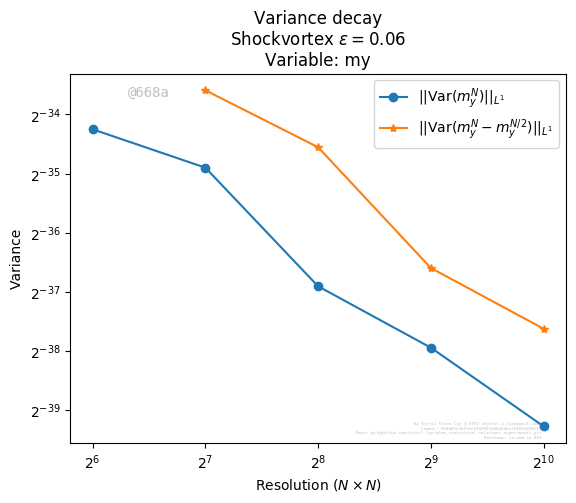 Variance decay
Shockvortex ε = 0.06
Variable: my
@668a
||Var(m_y^N)||_{L^1}
||Var(m_y^N − m_y^{N/2})||_{L^1}
Variance
2^{−34}
2^{−35}
2^{−36}
2^{−37}
2^{−38}
2^{−39}
2^6
2^7
2^8
2^9
2^{10}
Resolution (N × N)